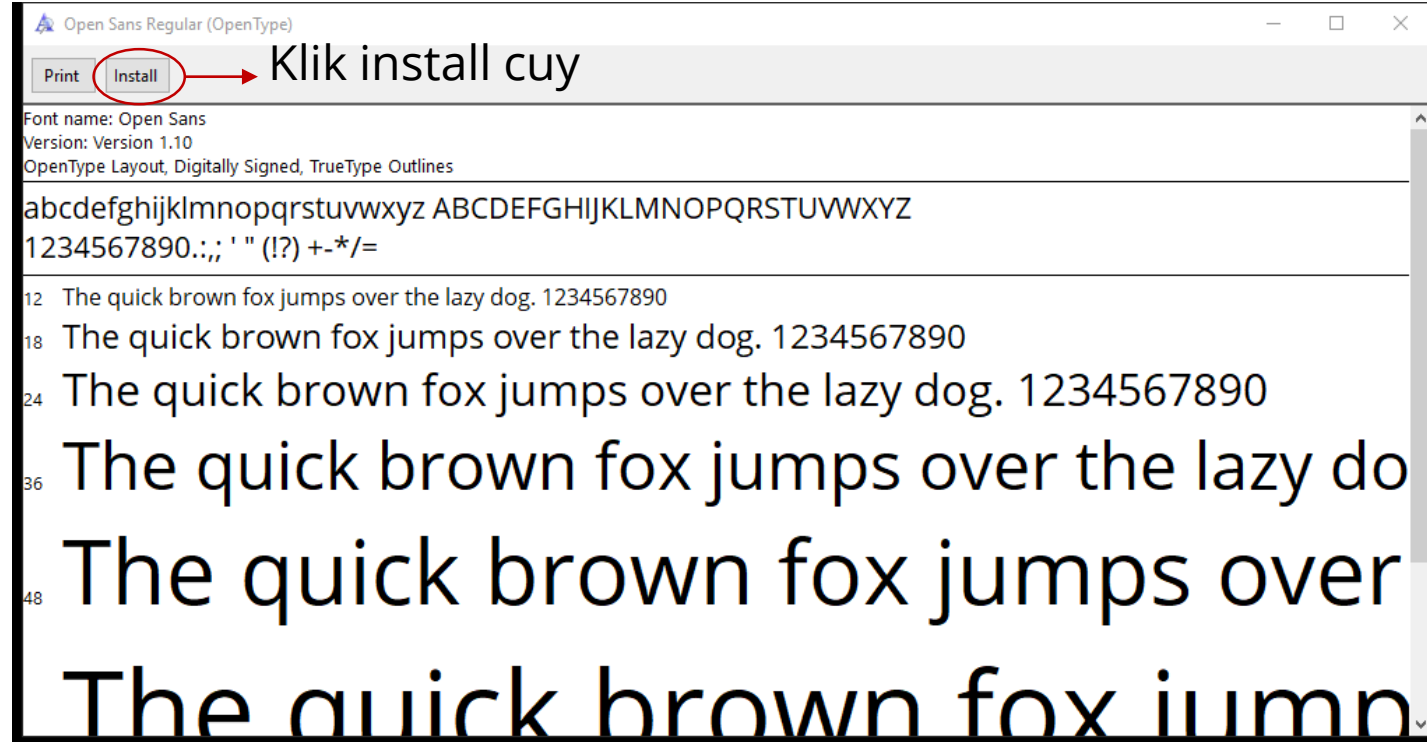 Open Sans Regular (OpenType)
Print Install Klik install cuy
Font name: Open Sans
Version: Version 1.10
OpenType Layout, Digitally Signed, TrueType Outlines
abcdefghijklmnopqrstuvwxyz ABCDEFGHIJKLMNOPQRSTUVWXYZ
1234567890.:,; ' " (!?) +-*/=
12 The quick brown fox jumps over the lazy dog. 1234567890
18 The quick brown fox jumps over the lazy dog. 1234567890
24 The quick brown fox jumps over the lazy dog. 1234567890
36 The quick brown fox jumps over the lazy do
48 The quick brown fox jumps over
The quick brown fox jump